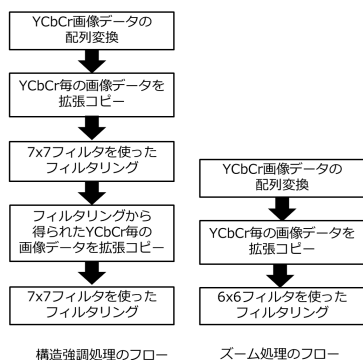 YCbCr画像データの
配列変換
YCbCr毎の画像データを
拡張コピー
7x7フィルタを使った
フィルタリング
フィルタリングから
得られたYCbCr毎の
画像データを拡張コピー
7x7フィルタを使った
フィルタリング
構造強調処理のフロー
YCbCr画像データの
配列変換
YCbCr毎の画像データを
拡張コピー
6x6フィルタを使った
フィルタリング
ズーム処理のフロー